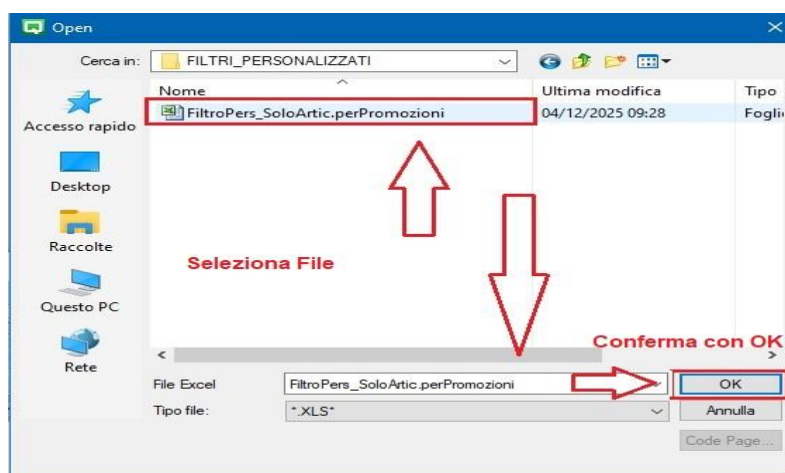 Open
Cerca in: FILTRI_PERSONALIZZATI
Nome Ultima modifica Tipo
FiltroPers_SoloArtic.perPromozioni 04/12/2025 09:28 Fogli
Accesso rapido
Desktop
Raccolte
Seleziona File
Questo PC
Conferma con OK
Rete
File Excel FiltroPers_SoloArtic.perPromozioni OK
Tipo file: *.XLS* Annulla
Code Page...